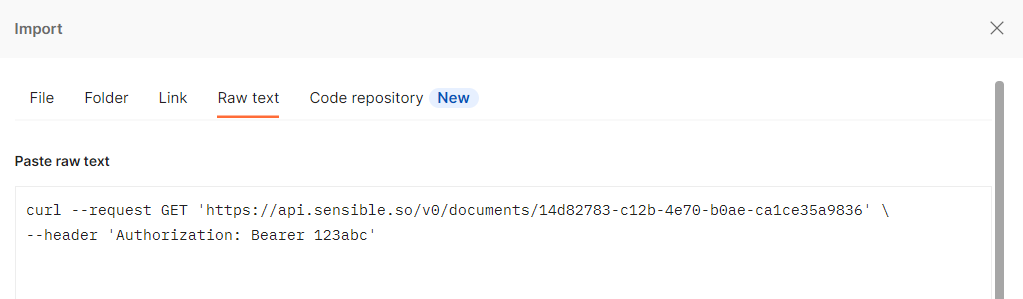 Import
File Folder Link Raw text Code repository New
Paste raw text
curl --request GET 'https://api.sensible.so/v0/documents/14d82783-c12b-4e70-b0ae-ca1ce35a9836' \
--header 'Authorization: Bearer 123abc'